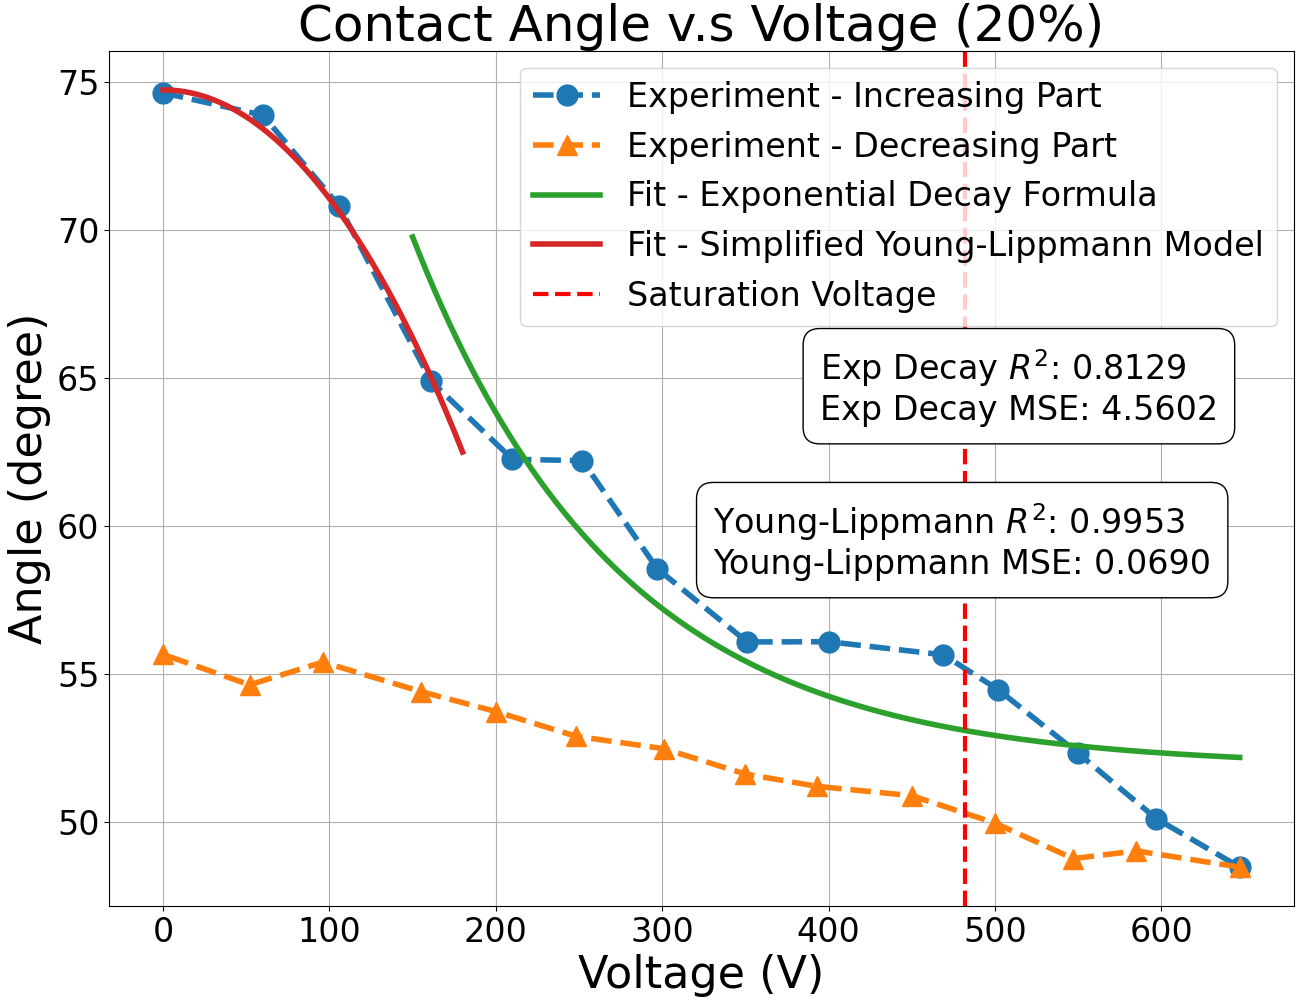 Contact Angle v.s Voltage (20%)
Experiment - Increasing Part
Experiment - Decreasing Part
Fit - Exponential Decay Formula
Fit - Simplified Young-Lippmann Model
Saturation Voltage
Exp Decay R²: 0.8129
Exp Decay MSE: 4.5602
Young-Lippmann R²: 0.9953
Young-Lippmann MSE: 0.0690
Angle (degree)
75
70
65
60
55
50
0 100 200 300 400 500 600
Voltage (V)